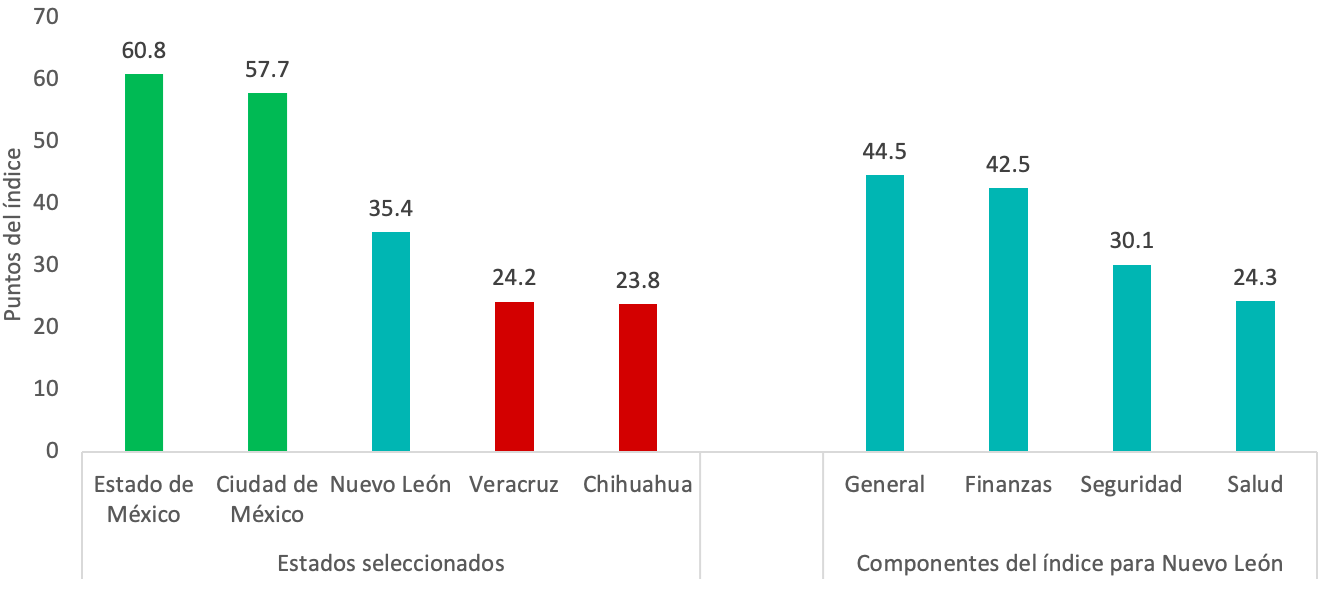 Puntos del índice
70
60
50
40
30
20
10
0
60.8
57.7
35.4
24.2
23.8
44.5
42.5
30.1
24.3
Estado de
México
Ciudad de
México
Nuevo León
Veracruz
Chihuahua
General
Finanzas
Seguridad
Salud
Estados seleccionados
Componentes del índice para Nuevo León